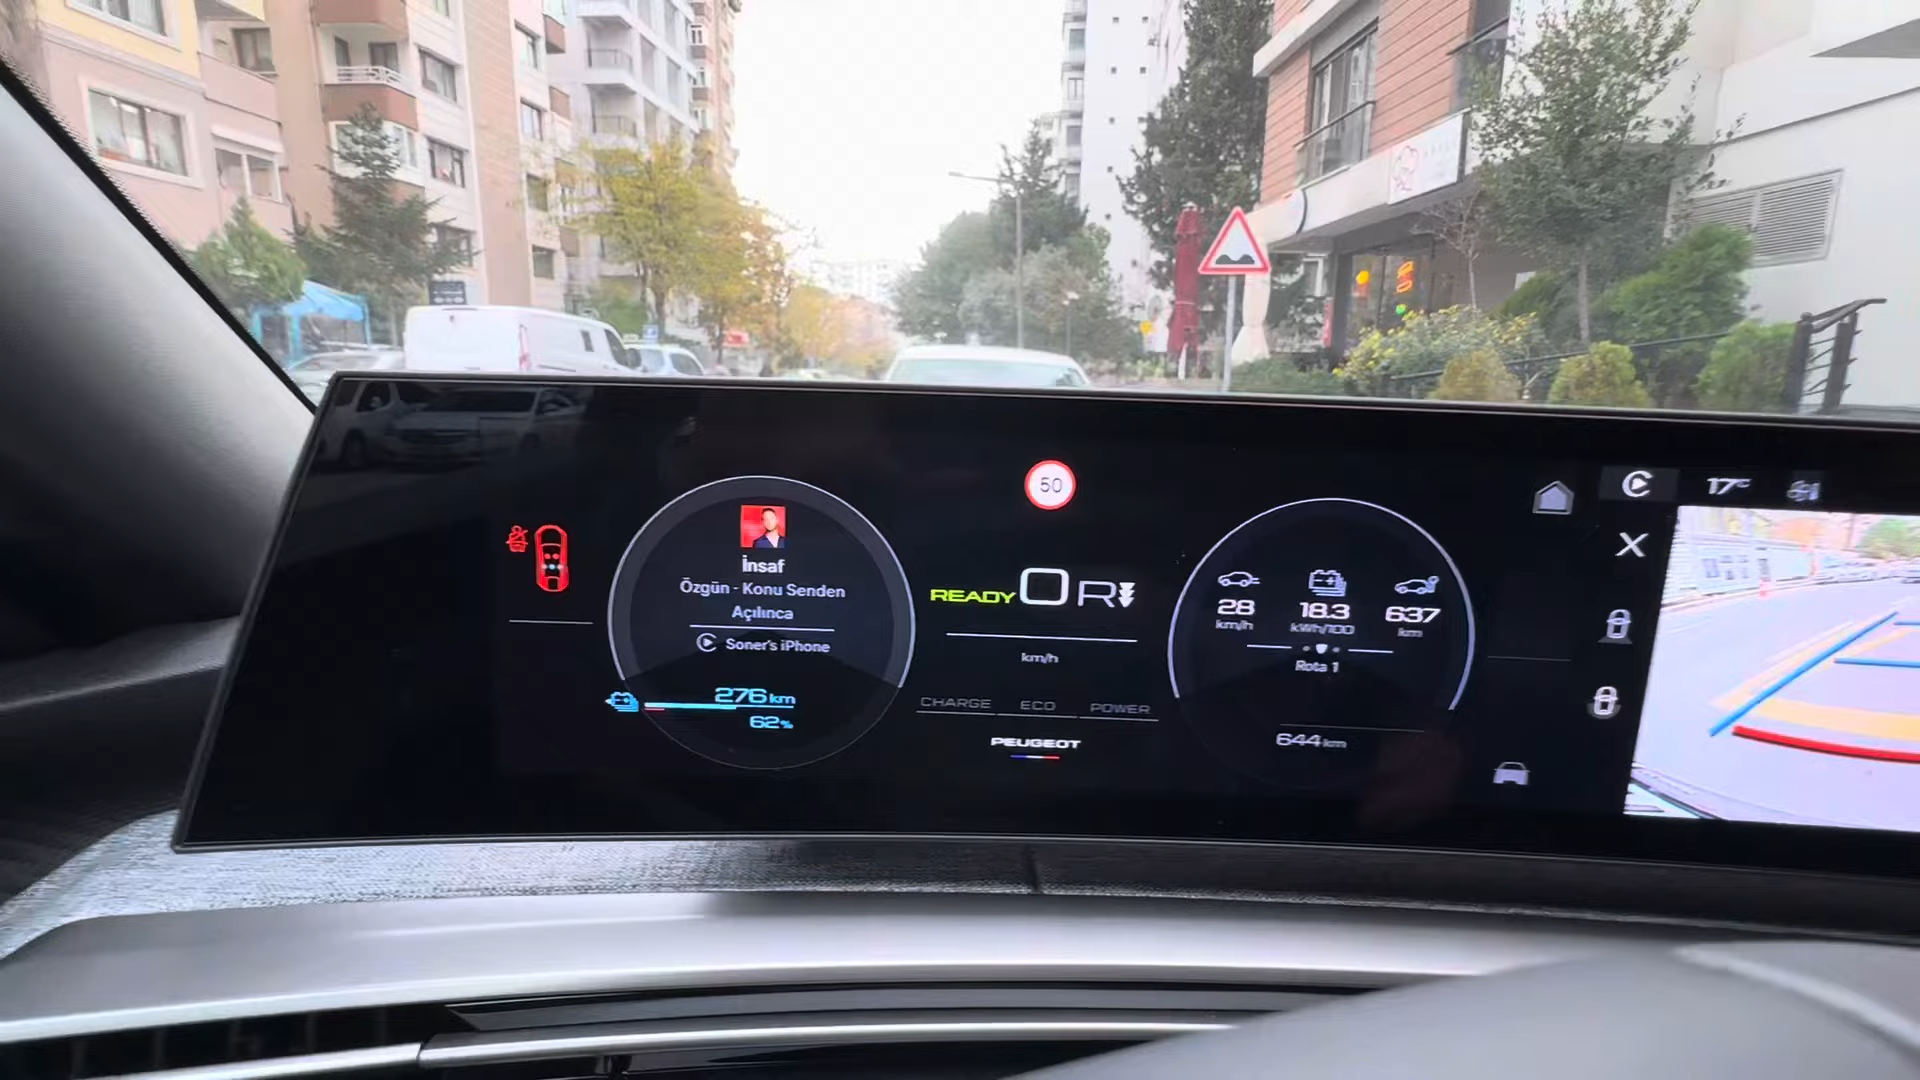 50
17°C
İnsaf
Özgün - Konu Senden
Açılınca
Soner's iPhone
276 km
62%
READY 0 R
km/h
CHARGE ECO POWER
PEUGEOT
28 18.3 637
km/h kWh/100 km
Rota 1
644 km